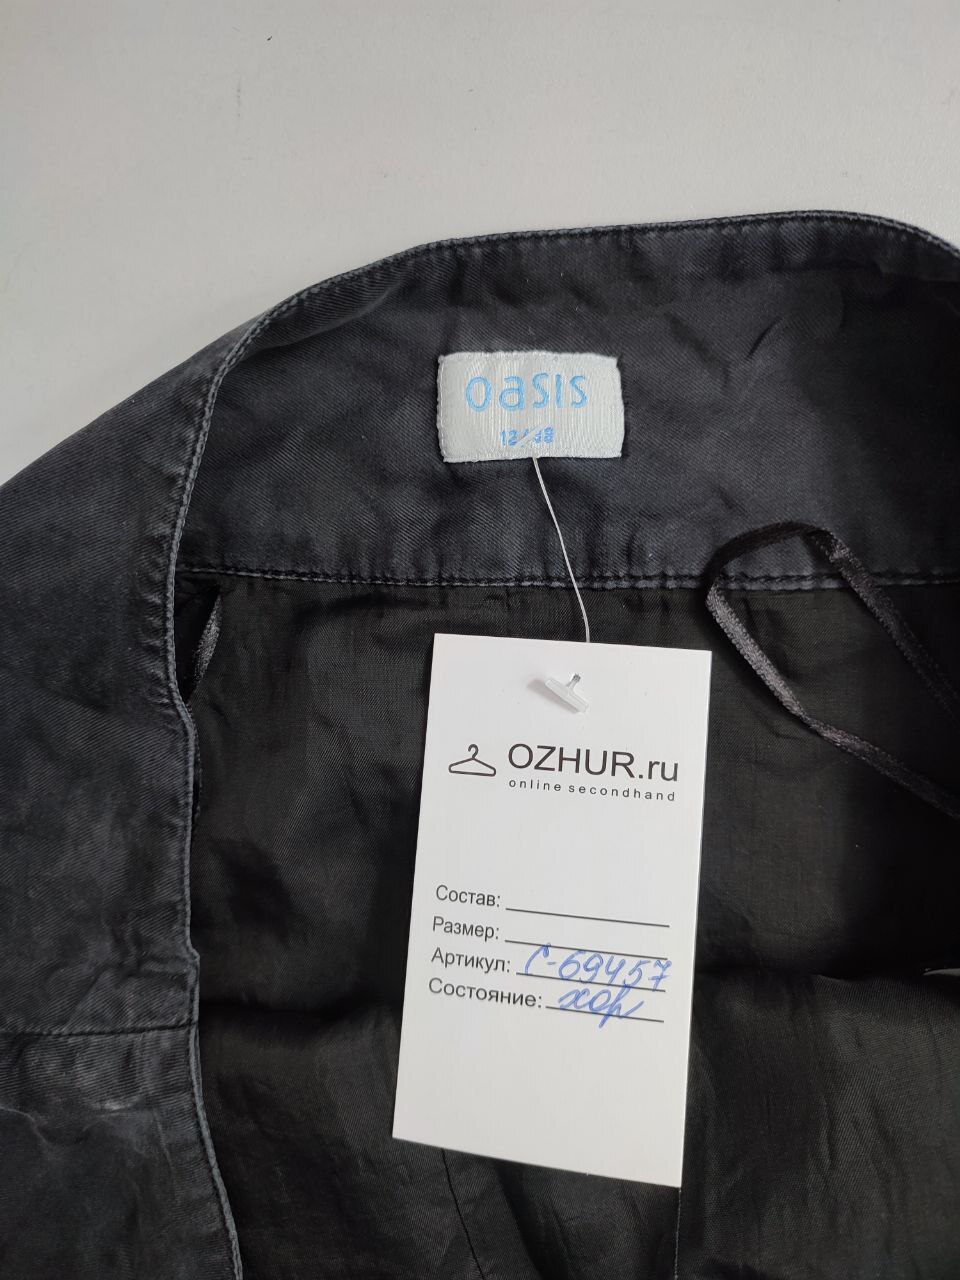 oasis
12/38
OZHUR.ru
online secondhand
Состав:
Размер:
Артикул: С-69457
Состояние: хор